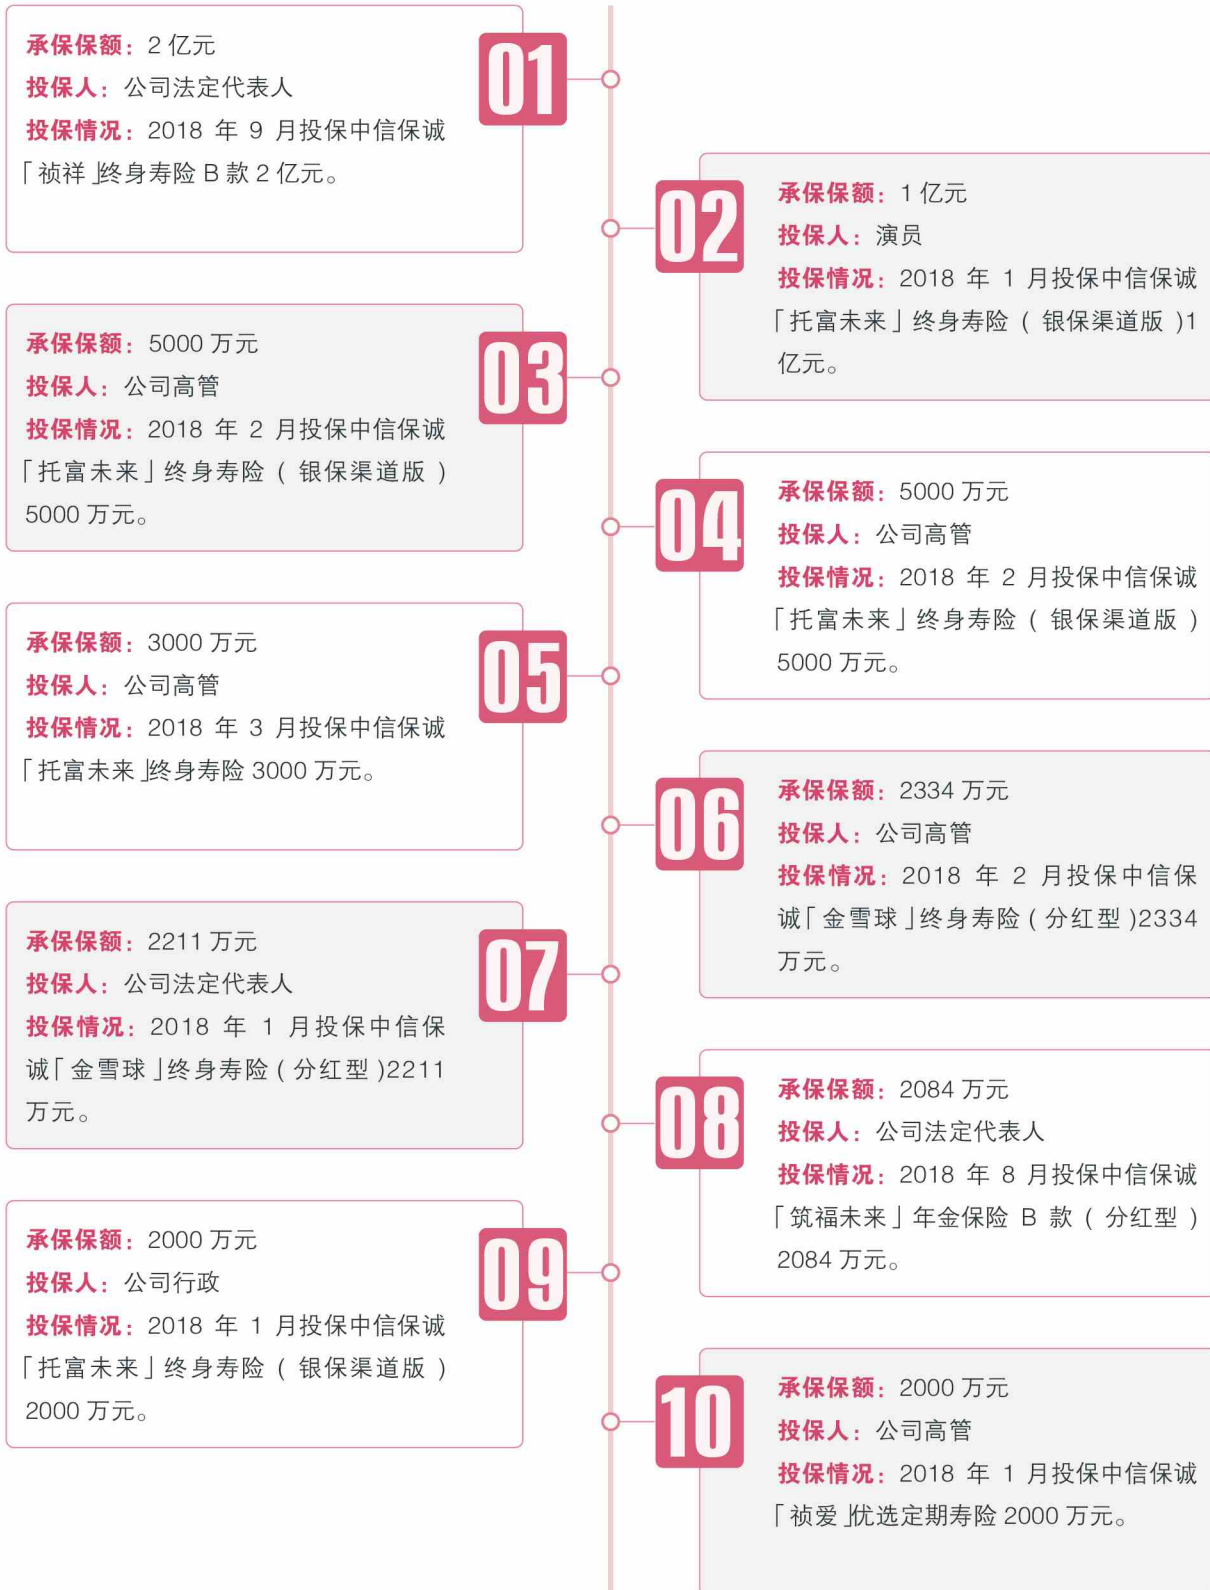 01
承保保额：2 亿元
投保人：公司法定代表人
投保情况：2018 年 9 月投保中信保诚
「祯祥」终身寿险 B 款 2 亿元。
02
承保保额：1 亿元
投保人：演员
投保情况：2018 年 1 月投保中信保诚
「托富未来」终身寿险 ( 银保渠道版 )1
亿元。
03
承保保额：5000 万元
投保人：公司高管
投保情况：2018 年 2 月投保中信保诚
「托富未来」终身寿险 ( 银保渠道版 )
5000 万元。
04
承保保额：5000 万元
投保人：公司高管
投保情况：2018 年 2 月投保中信保诚
「托富未来」终身寿险 ( 银保渠道版 )
5000 万元。
05
承保保额：3000 万元
投保人：公司高管
投保情况：2018 年 3 月投保中信保诚
「托富未来」终身寿险 3000 万元。
06
承保保额：2334 万元
投保人：公司高管
投保情况：2018 年 2 月投保中信保
诚「金雪球」终身寿险 ( 分红型 )2334
万元。
07
承保保额：2211 万元
投保人：公司法定代表人
投保情况：2018 年 1 月投保中信保
诚「金雪球」终身寿险 ( 分红型 )2211
万元。
08
承保保额：2084 万元
投保人：公司法定代表人
投保情况：2018 年 8 月投保中信保诚
「筑福未来」年金保险 B 款 ( 分红型 )
2084 万元。
09
承保保额：2000 万元
投保人：公司行政
投保情况：2018 年 1 月投保中信保诚
「托富未来」终身寿险 ( 银保渠道版 )
2000 万元。
10
承保保额：2000 万元
投保人：公司高管
投保情况：2018 年 1 月投保中信保诚
「祯爱」优选定期寿险 2000 万元。